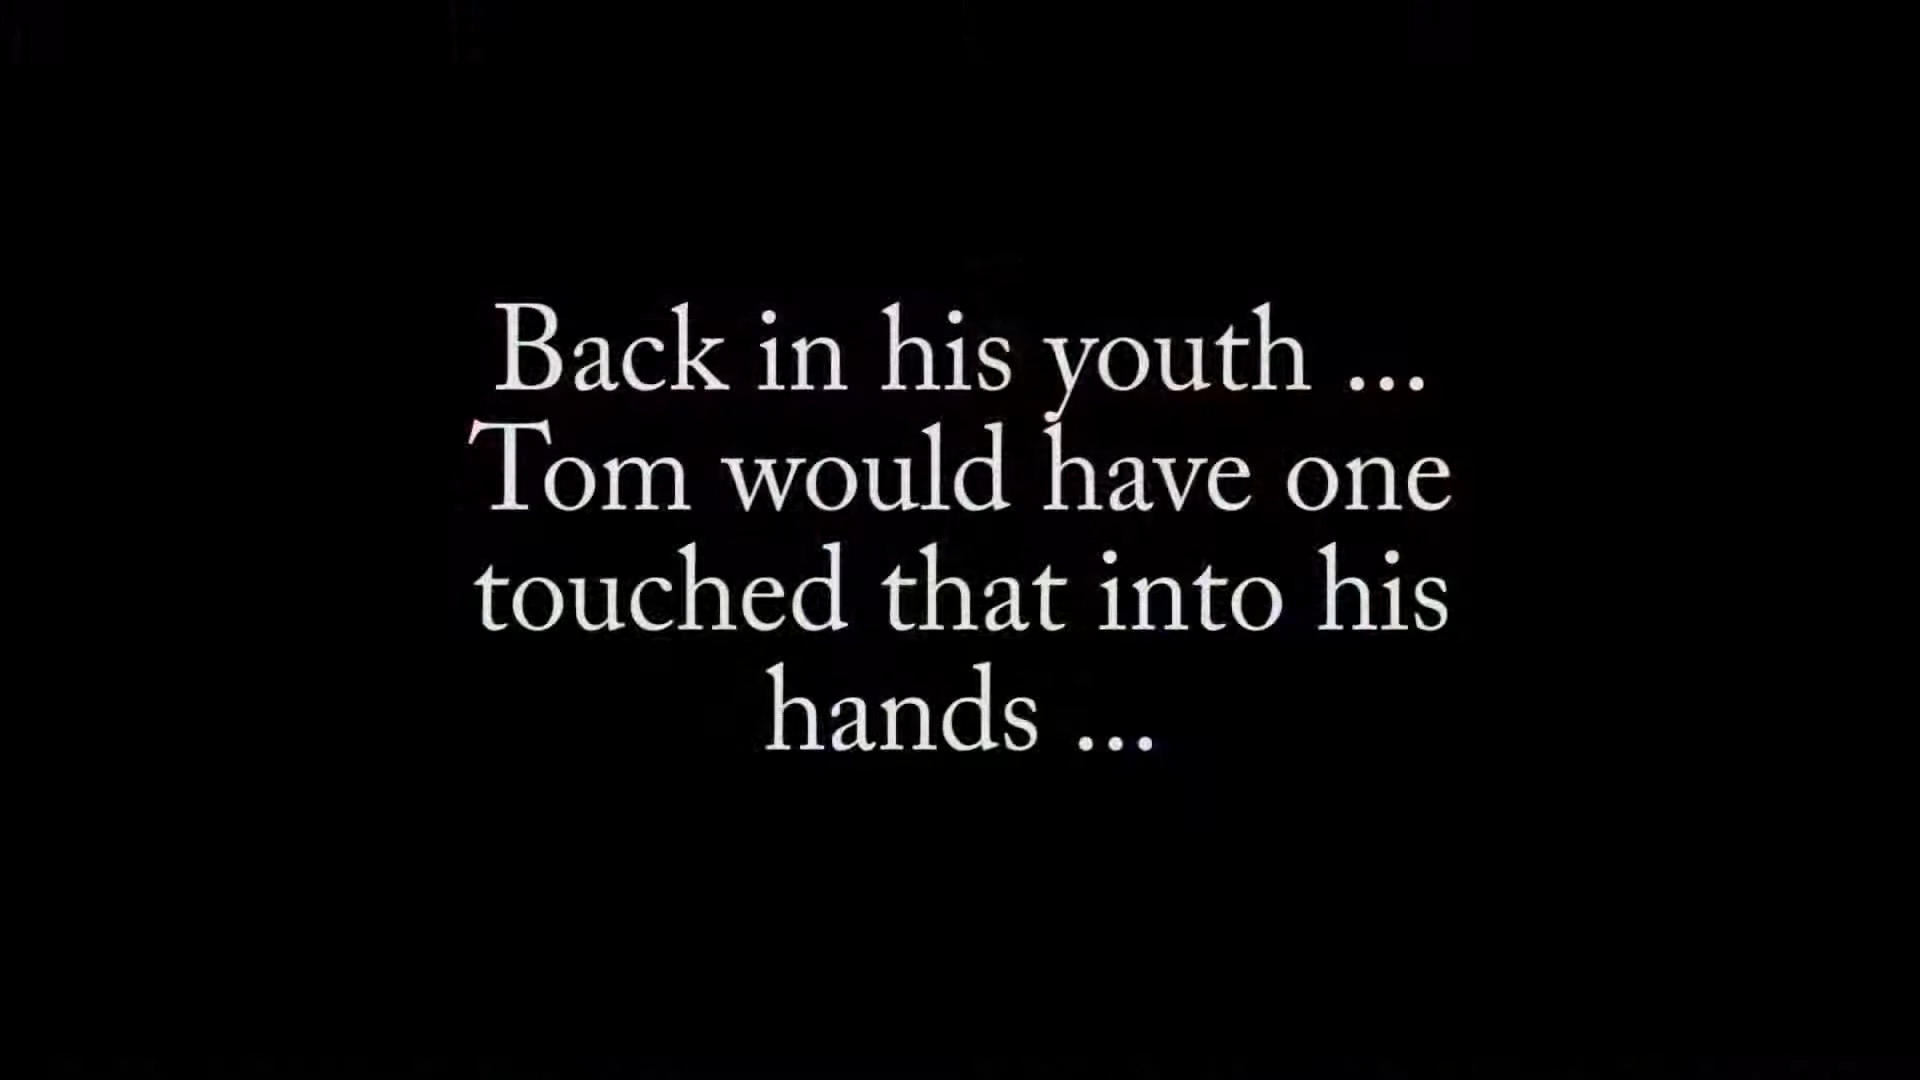 Back in his youth ...
Tom would have one
touched that into his
hands ...